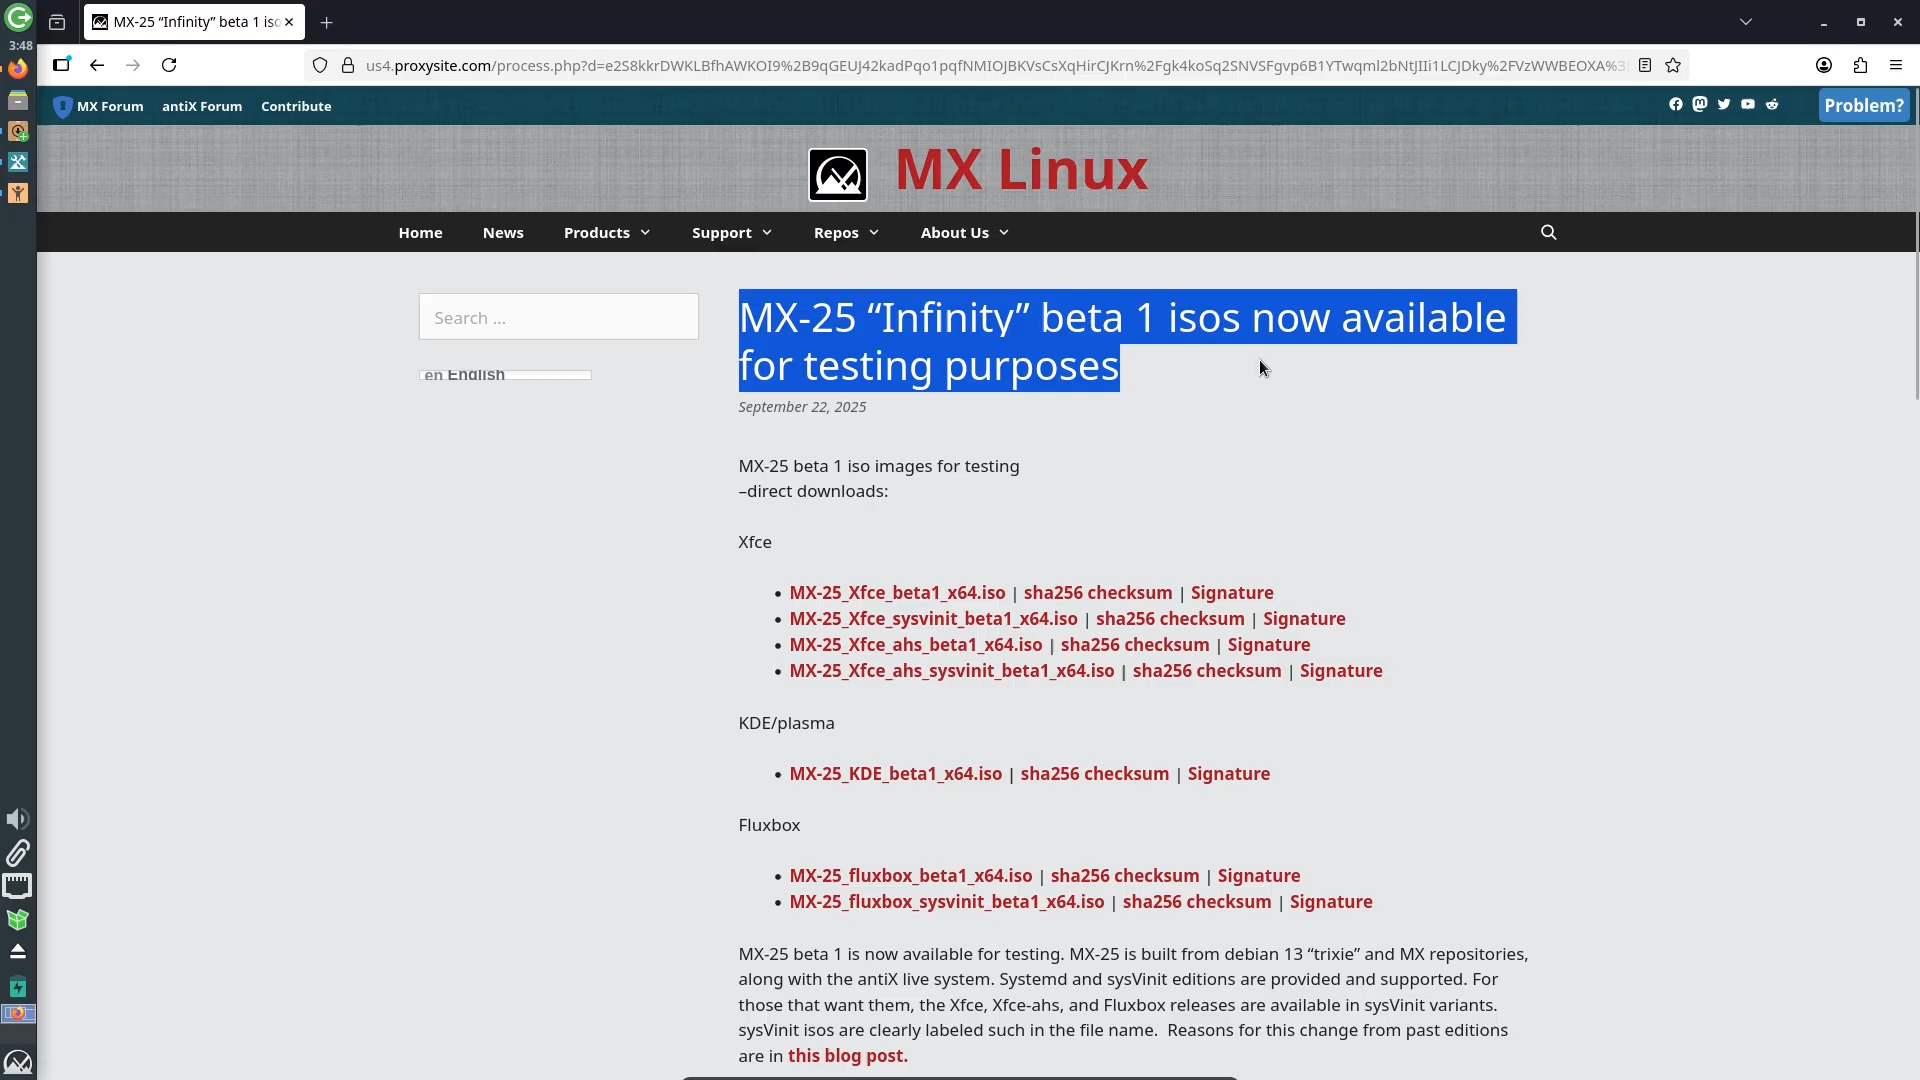 MX-25 “Infinity” beta 1 iso
3:48
us4.proxysite.com/process.php?d=e2S8kkrDWKLBfhAWKOI9%2B9qGEUJ42kadPqo1pqfNMIOJBKVsCsXqHirCJKrn%2Fgk4koSq2SNVSFgvp6B1YTwqml2bNtJIIi1LCJDky%2FVzWWBEOXA%3
MX Forum antiX Forum Contribute
Problem?
MX Linux
Home News Products Support Repos About Us
Search ...
en English
MX-25 “Infinity” beta 1 isos now available
for testing purposes
September 22, 2025
MX-25 beta 1 iso images for testing
–direct downloads:
Xfce
• MX-25_Xfce_beta1_x64.iso | sha256 checksum | Signature
• MX-25_Xfce_sysvinit_beta1_x64.iso | sha256 checksum | Signature
• MX-25_Xfce_ahs_beta1_x64.iso | sha256 checksum | Signature
• MX-25_Xfce_ahs_sysvinit_beta1_x64.iso | sha256 checksum | Signature
KDE/plasma
• MX-25_KDE_beta1_x64.iso | sha256 checksum | Signature
Fluxbox
• MX-25_fluxbox_beta1_x64.iso | sha256 checksum | Signature
• MX-25_fluxbox_sysvinit_beta1_x64.iso | sha256 checksum | Signature
MX-25 beta 1 is now available for testing. MX-25 is built from debian 13 “trixie” and MX repositories,
along with the antiX live system. Systemd and sysVinit editions are provided and supported. For
those that want them, the Xfce, Xfce-ahs, and Fluxbox releases are available in sysVinit variants.
sysVinit isos are clearly labeled such in the file name.  Reasons for this change from past editions
are in this blog post.